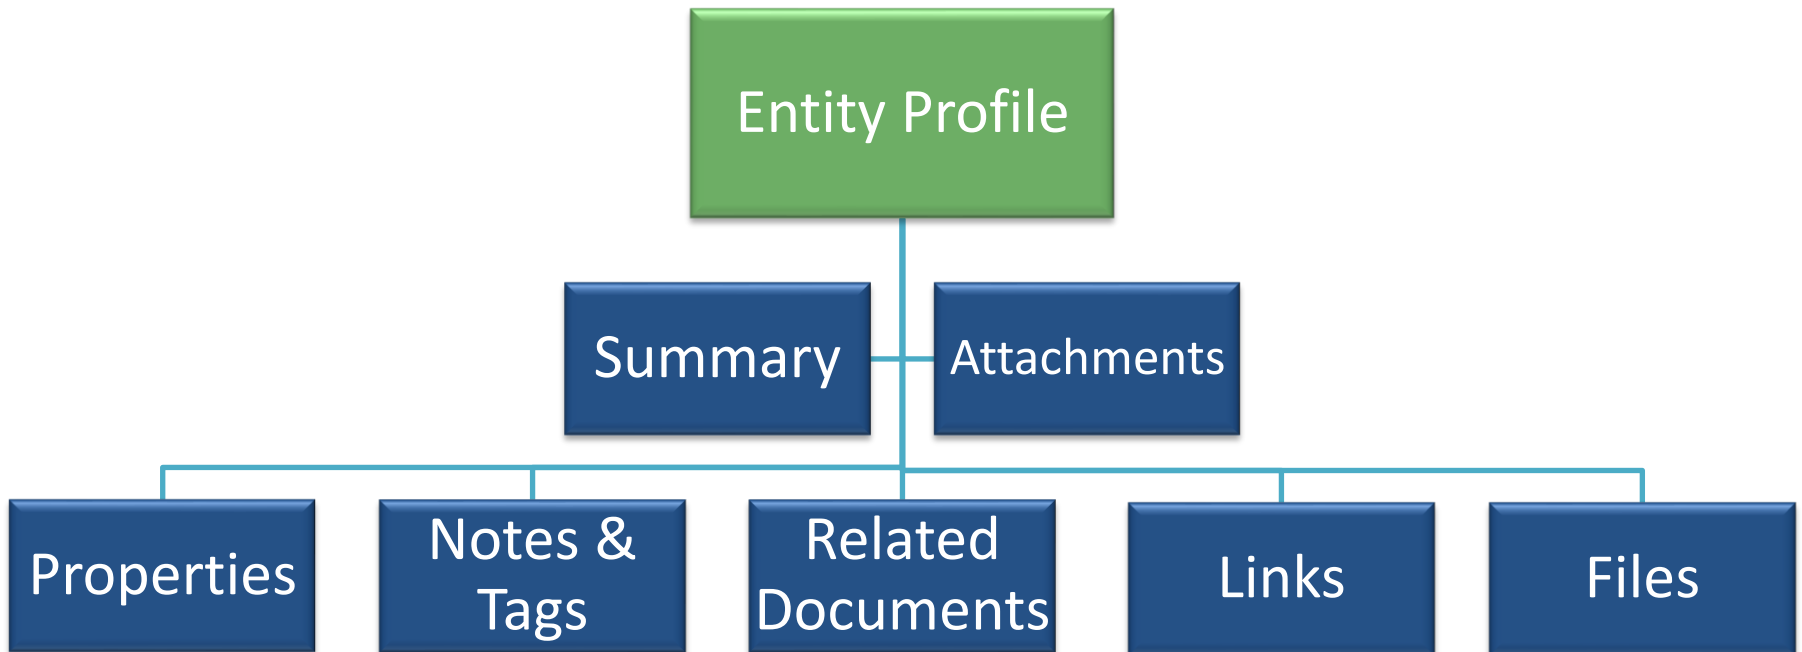 Entity Profile
Summary
Attachments
Properties
Notes &
Tags
Related
Documents
Links
Files